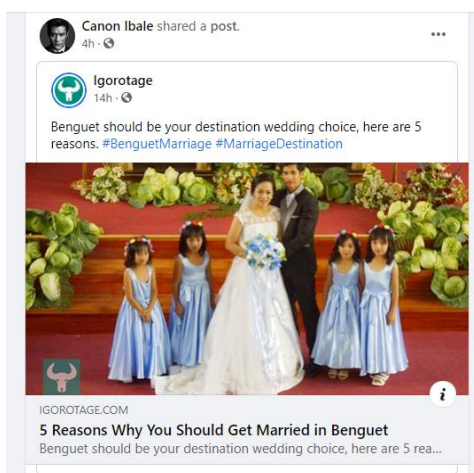 Canon Ibale shared a post.
4h ·
Igorotage
14h ·
Benguet should be your destination wedding choice, here are 5
reasons. #BenguetMarriage #MarriageDestination
i
IGOROTAGE.COM
5 Reasons Why You Should Get Married in Benguet
Benguet should be your destination wedding choice, here are 5 rea...